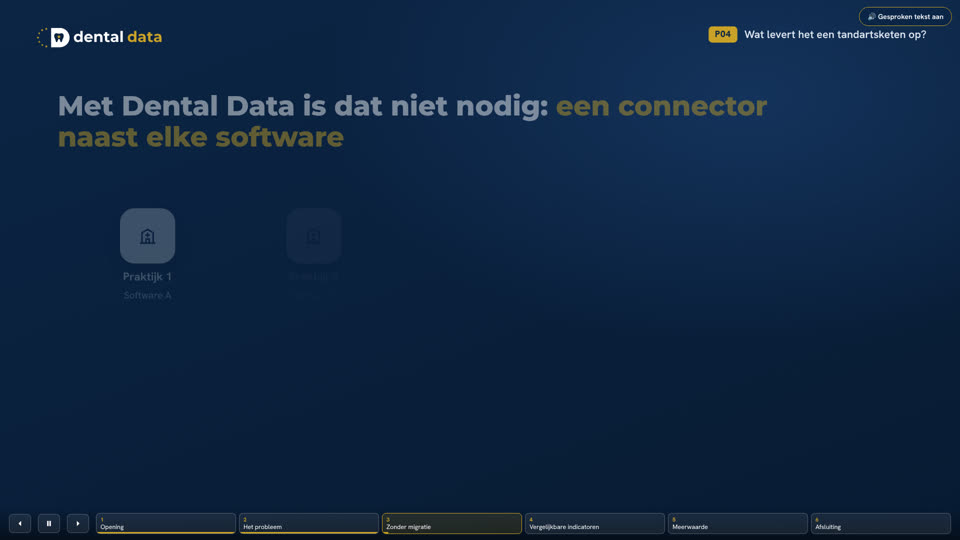 Gesproken tekst aan
dental data
P04 Wat levert het een tandartsketen op?
Met Dental Data is dat niet nodig: een connector
naast elke software
Praktijk 1
Software A
1
Opening
2
Het probleem
3
Zonder migratie
4
Vergelijkbare indicatoren
5
Meerwaarde
6
Afsluiting